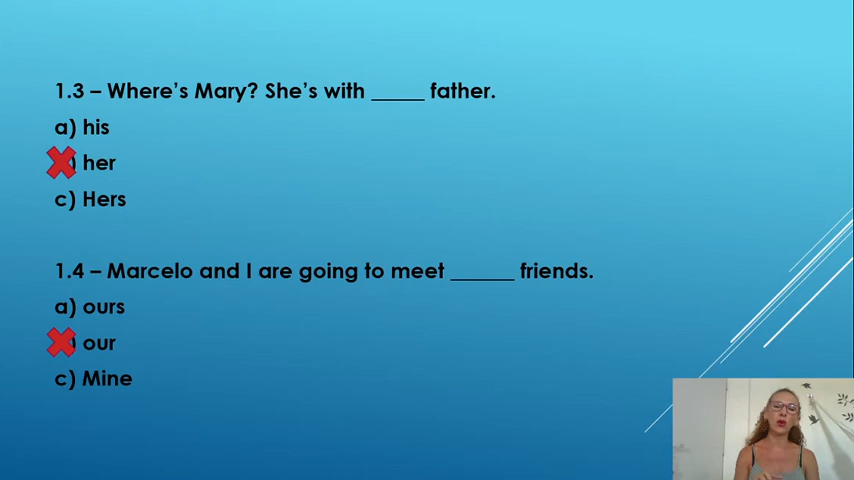 1.3 – Where's Mary? She's with _____ father.
a) his
) her
c) Hers
1.4 – Marcelo and I are going to meet ______ friends.
a) ours
) our
c) Mine